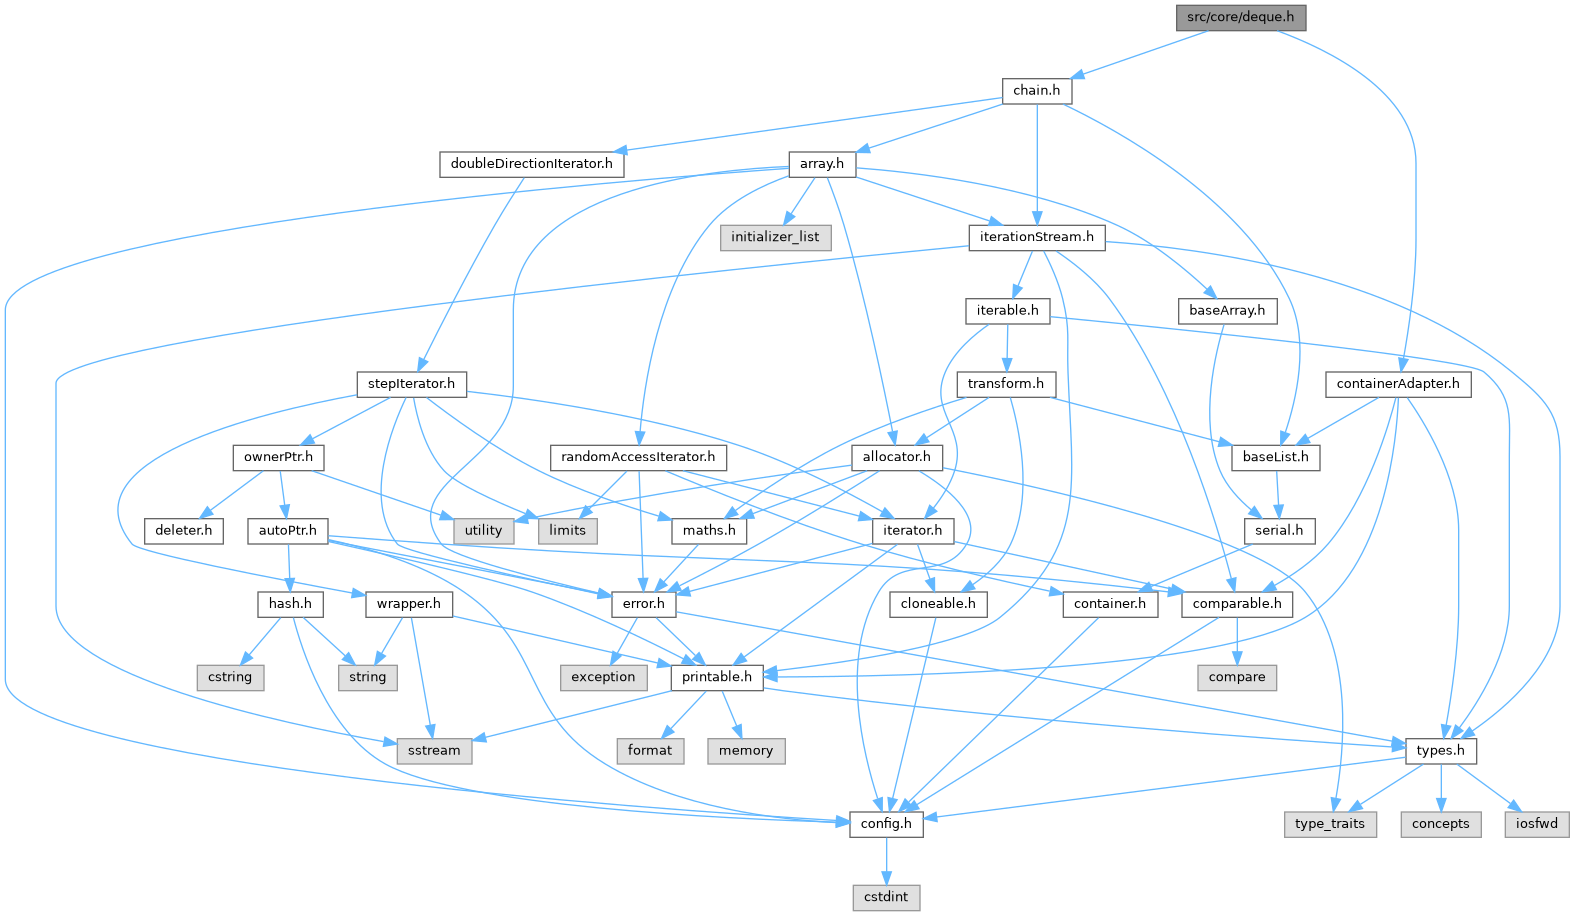 src/core/deque.h
chain.h
doubleDirectionIterator.h
array.h
initializer_list
iterationStream.h
iterable.h
baseArray.h
stepIterator.h
transform.h
containerAdapter.h
ownerPtr.h
randomAccessIterator.h
allocator.h
baseList.h
deleter.h
autoPtr.h
utility
limits
maths.h
iterator.h
serial.h
hash.h
wrapper.h
error.h
cloneable.h
container.h
comparable.h
cstring
string
exception
printable.h
compare
sstream
format
memory
types.h
config.h
type_traits
concepts
iosfwd
cstdint